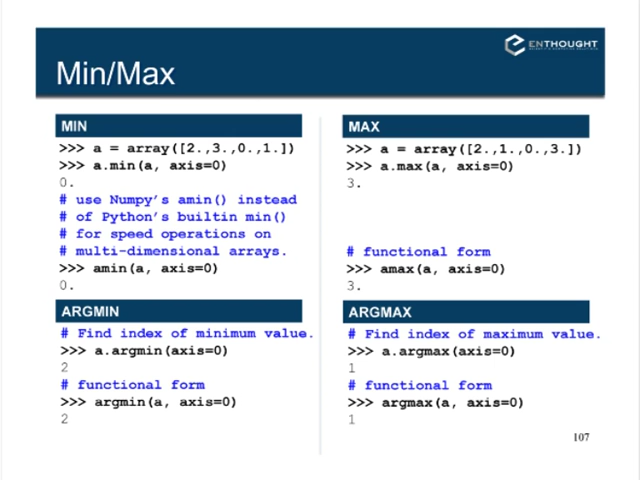 ENTHOUGHT
Min/Max
MIN
>>> a = array([2.,3.,0.,1.])
>>> a.min(a, axis=0)
0.
# use Numpy's amin() instead
# of Python's builtin min()
# for speed operations on
# multi-dimensional arrays.
>>> amin(a, axis=0)
0.
MAX
>>> a = array([2.,1.,0.,3.])
>>> a.max(a, axis=0)
3.
# functional form
>>> amax(a, axis=0)
3.
ARGMIN
# Find index of minimum value.
>>> a.argmin(axis=0)
2
# functional form
>>> argmin(a, axis=0)
2
ARGMAX
# Find index of maximum value.
>>> a.argmax(axis=0)
1
# functional form
>>> argmax(a, axis=0)
1
107